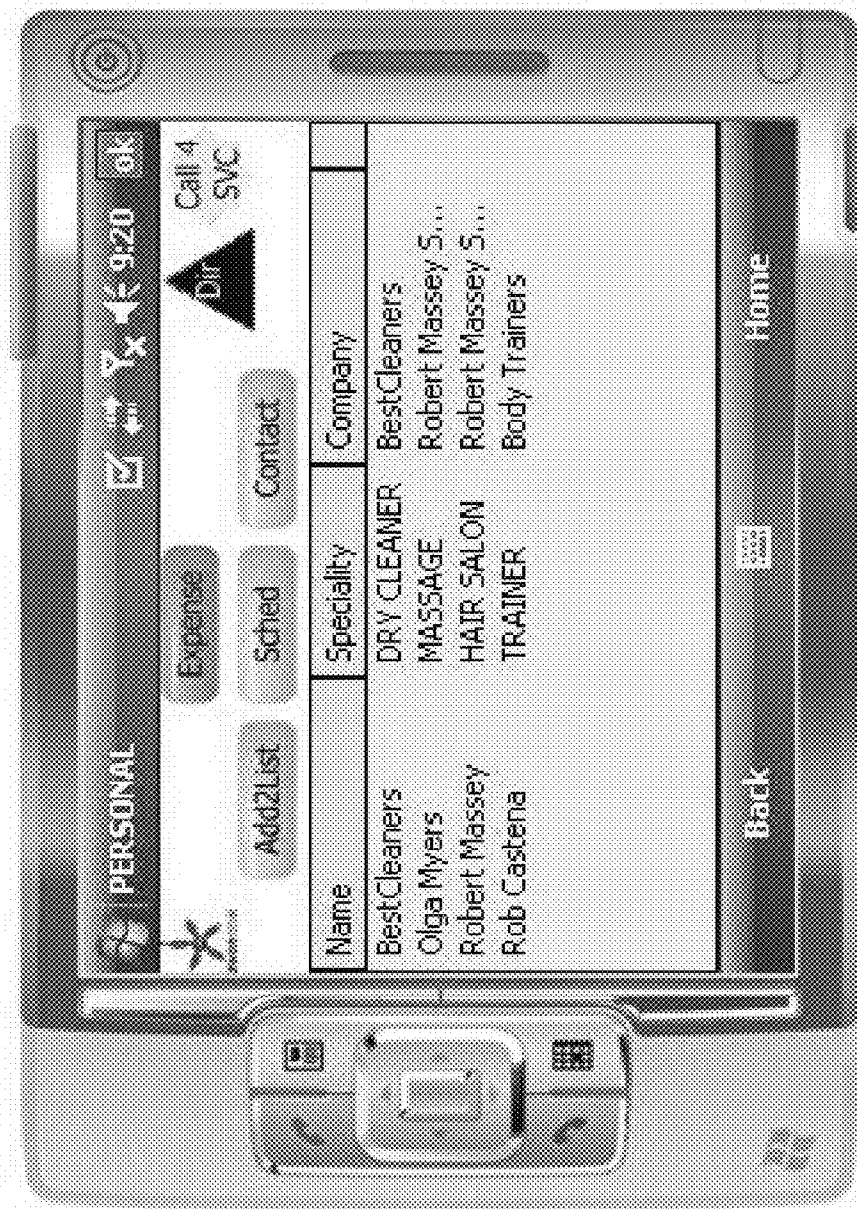 PERSONAL 9:20 ok
Expense
Dir
Call 4
SVC
Add2List Sched Contact
Name Speciality Company
BestCleaners DRY CLEANER BestCleaners
Olga Myers MASSAGE Robert Massey S...
Robert Massey HAIR SALON Robert Massey S...
Rob Castena TRAINER Body Trainers
Back Home